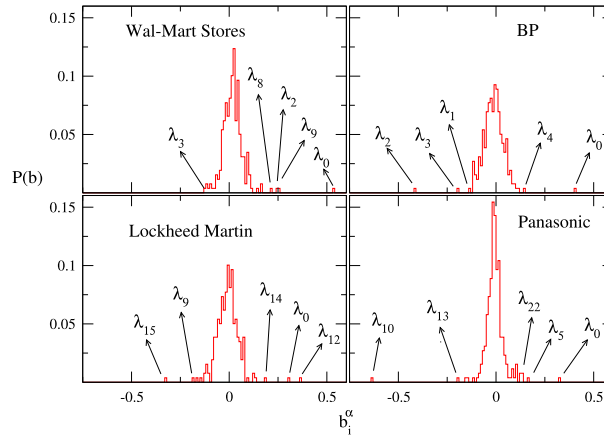 Wal-Mart Stores
BP
0.15
0.1
0.05
P(b)
λ3
λ8
λ2
λ9
λ0
λ2
λ3
λ1
λ4
λ0
Lockheed Martin
Panasonic
0.15
0.1
0.05
λ15
λ9
λ14
λ0
λ12
λ10
λ13
λ22
λ5
λ0
-0.5 0 0.5 -0.5 0 0.5
b_i^α